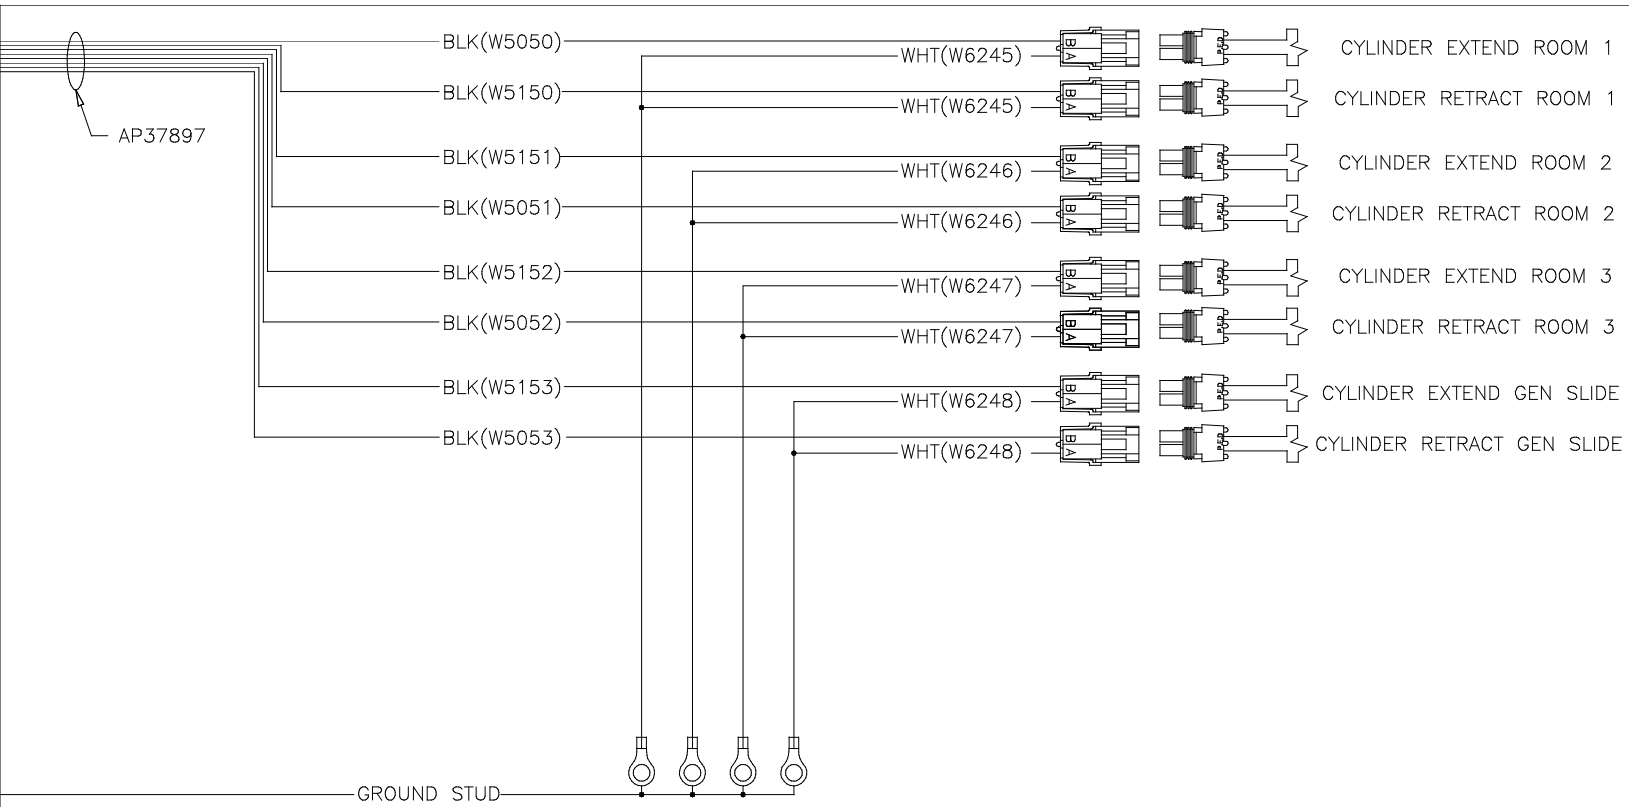 BLK(W5050)
WHT(W6245)
B
A
CYLINDER EXTEND ROOM 1
BLK(W5150)
WHT(W6245)
B
A
CYLINDER RETRACT ROOM 1
AP37897
BLK(W5151)
WHT(W6246)
B
A
CYLINDER EXTEND ROOM 2
BLK(W5051)
WHT(W6246)
B
A
CYLINDER RETRACT ROOM 2
BLK(W5152)
WHT(W6247)
B
A
CYLINDER EXTEND ROOM 3
BLK(W5052)
WHT(W6247)
B
A
CYLINDER RETRACT ROOM 3
BLK(W5153)
WHT(W6248)
B
A
CYLINDER EXTEND GEN SLIDE
BLK(W5053)
WHT(W6248)
B
A
CYLINDER RETRACT GEN SLIDE
GROUND STUD